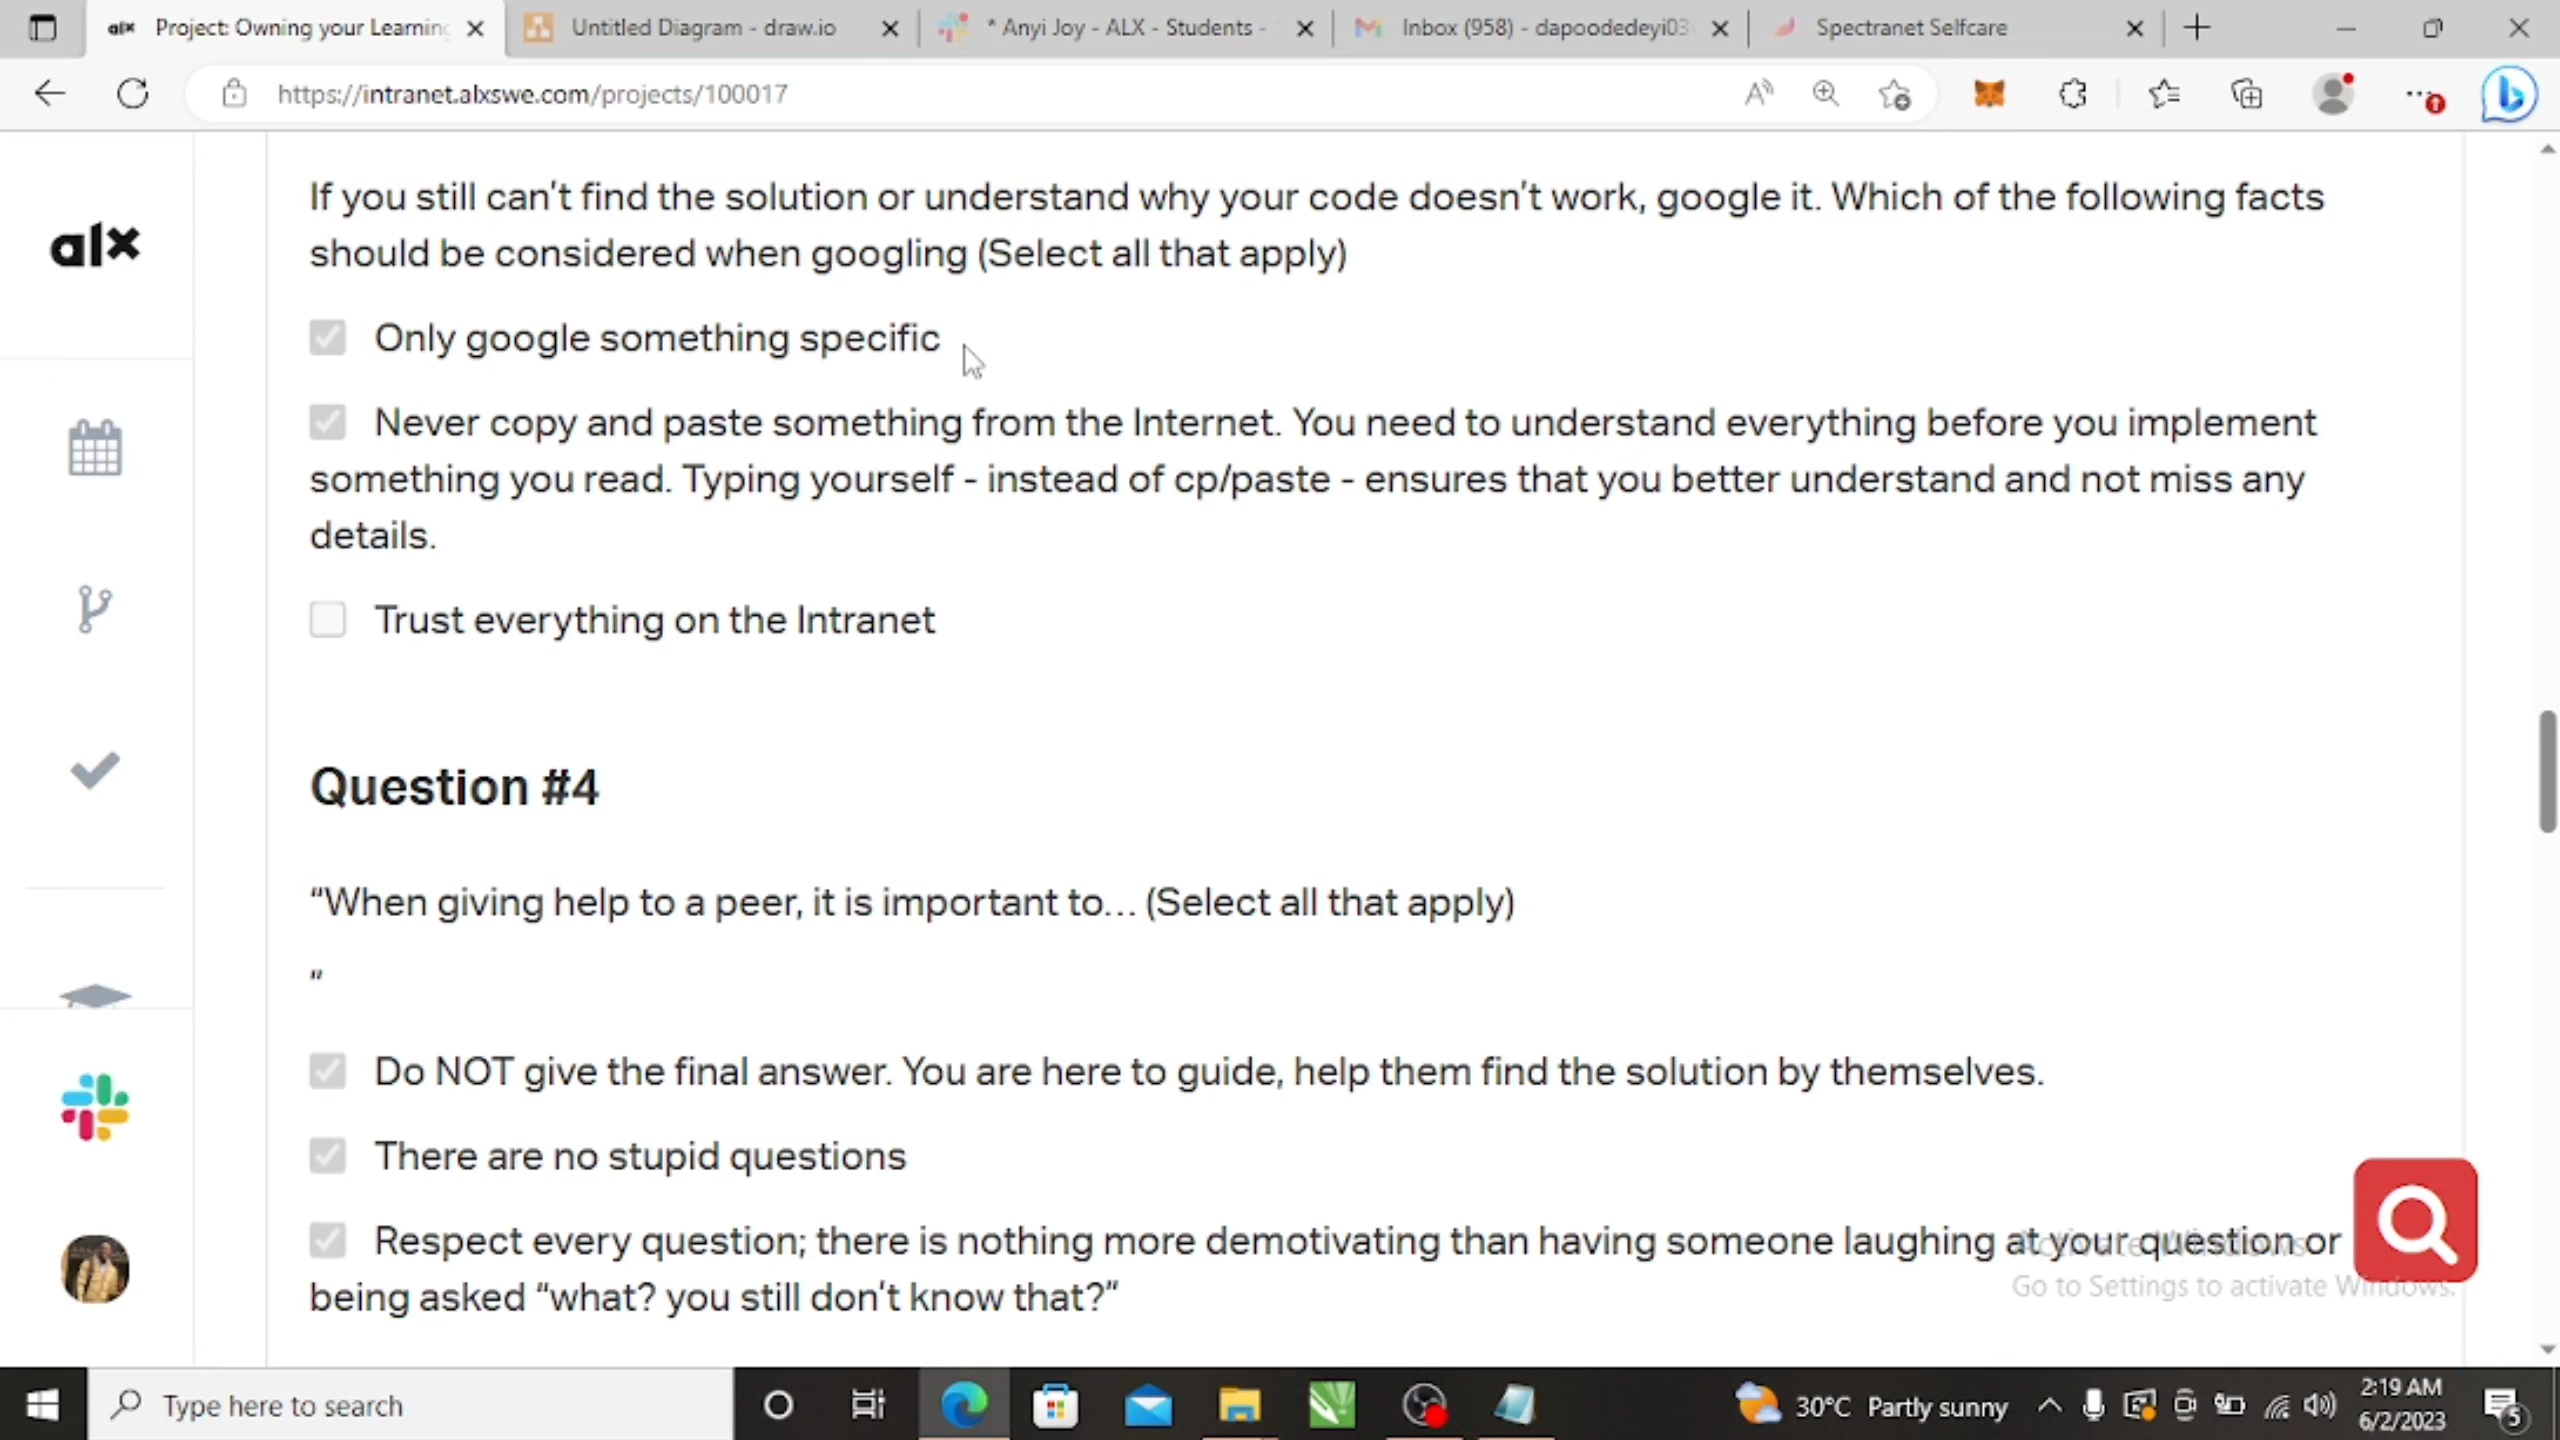 Project: Owning your Learning
Untitled Diagram - draw.io
* Anyi Joy - ALX - Students -
Inbox (958) - dapoodedeyi03
Spectranet Selfcare
https://intranet.alxswe.com/projects/100017
alx
If you still can't find the solution or understand why your code doesn't work, google it. Which of the following facts
should be considered when googling (Select all that apply)
Only google something specific
Never copy and paste something from the Internet. You need to understand everything before you implement
something you read. Typing yourself - instead of cp/paste - ensures that you better understand and not miss any
details.
Trust everything on the Intranet
Question #4
“When giving help to a peer, it is important to… (Select all that apply)
”
Do NOT give the final answer. You are here to guide, help them find the solution by themselves.
There are no stupid questions
Respect every question; there is nothing more demotivating than having someone laughing at your question or
being asked “what? you still don't know that?”
Activate Windows
Go to Settings to activate Windows.
Type here to search
30°C Partly sunny
2:19 AM
6/2/2023
5